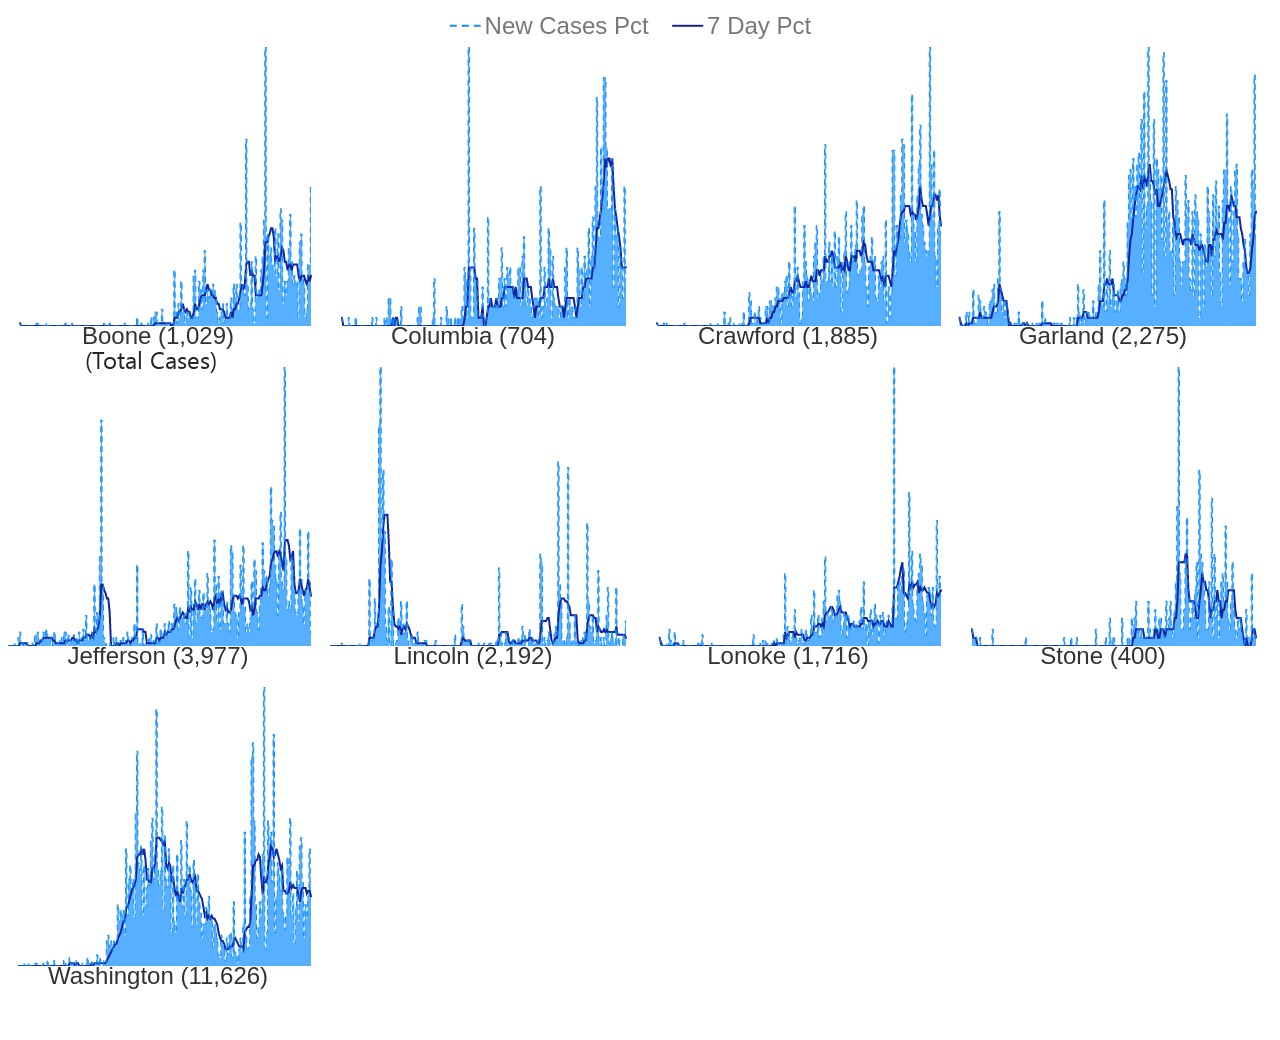 New Cases Pct 7 Day Pct
Boone (1,029) Columbia (704) Crawford (1,885) Garland (2,275)
(Total Cases)
Jefferson (3,977) Lincoln (2,192) Lonoke (1,716) Stone (400)
Washington (11,626)